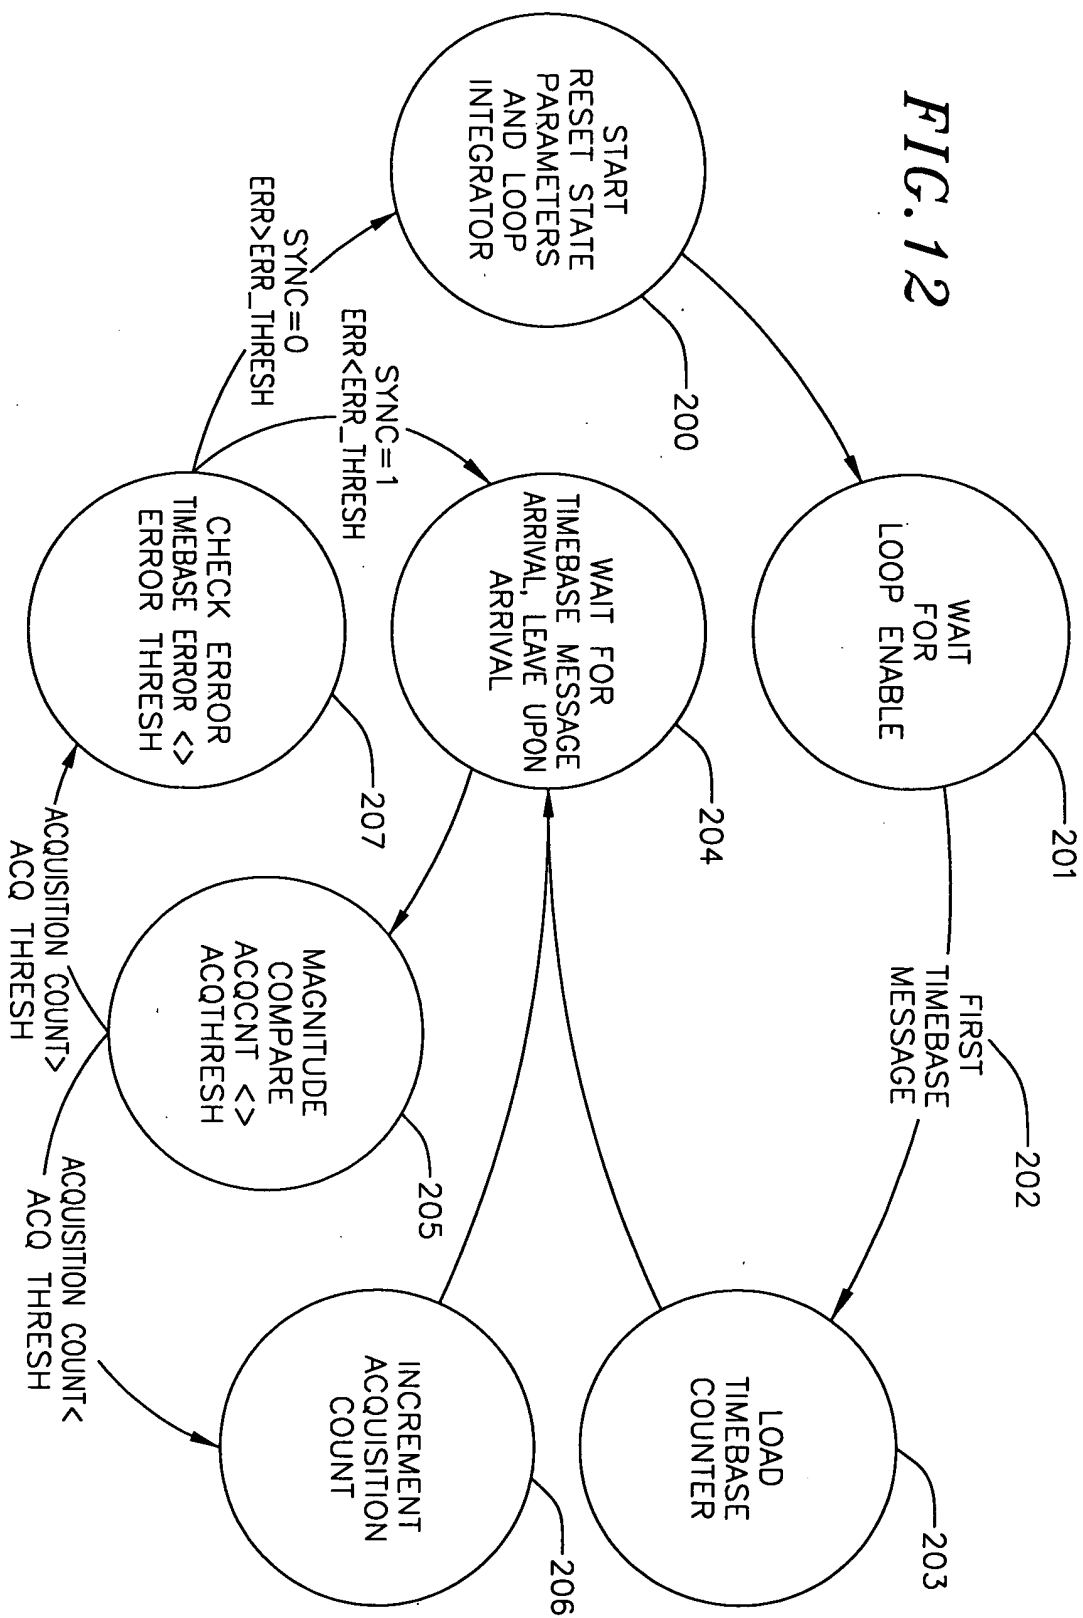 FIG. 12
START
RESET STATE
PARAMETERS
AND LOOP
INTEGRATOR
200
WAIT
FOR
LOOP ENABLE
201
FIRST
TIMEBASE
MESSAGE
202
LOAD
TIMEBASE
COUNTER
203
SYNC=0
ERR>ERR_THRESH
SYNC=1
ERR<ERR_THRESH
WAIT FOR
TIMEBASE MESSAGE
ARRIVAL, LEAVE UPON
ARRIVAL
204
CHECK ERROR
TIMEBASE ERROR <>
ERROR THRESH
207
MAGNITUDE
COMPARE
ACQCNT <>
ACQTHRESH
205
INCREMENT
ACQUISITION
COUNT
206
ACQUISITION COUNT>
ACQ THRESH
ACQUISITION COUNT<
ACQ THRESH